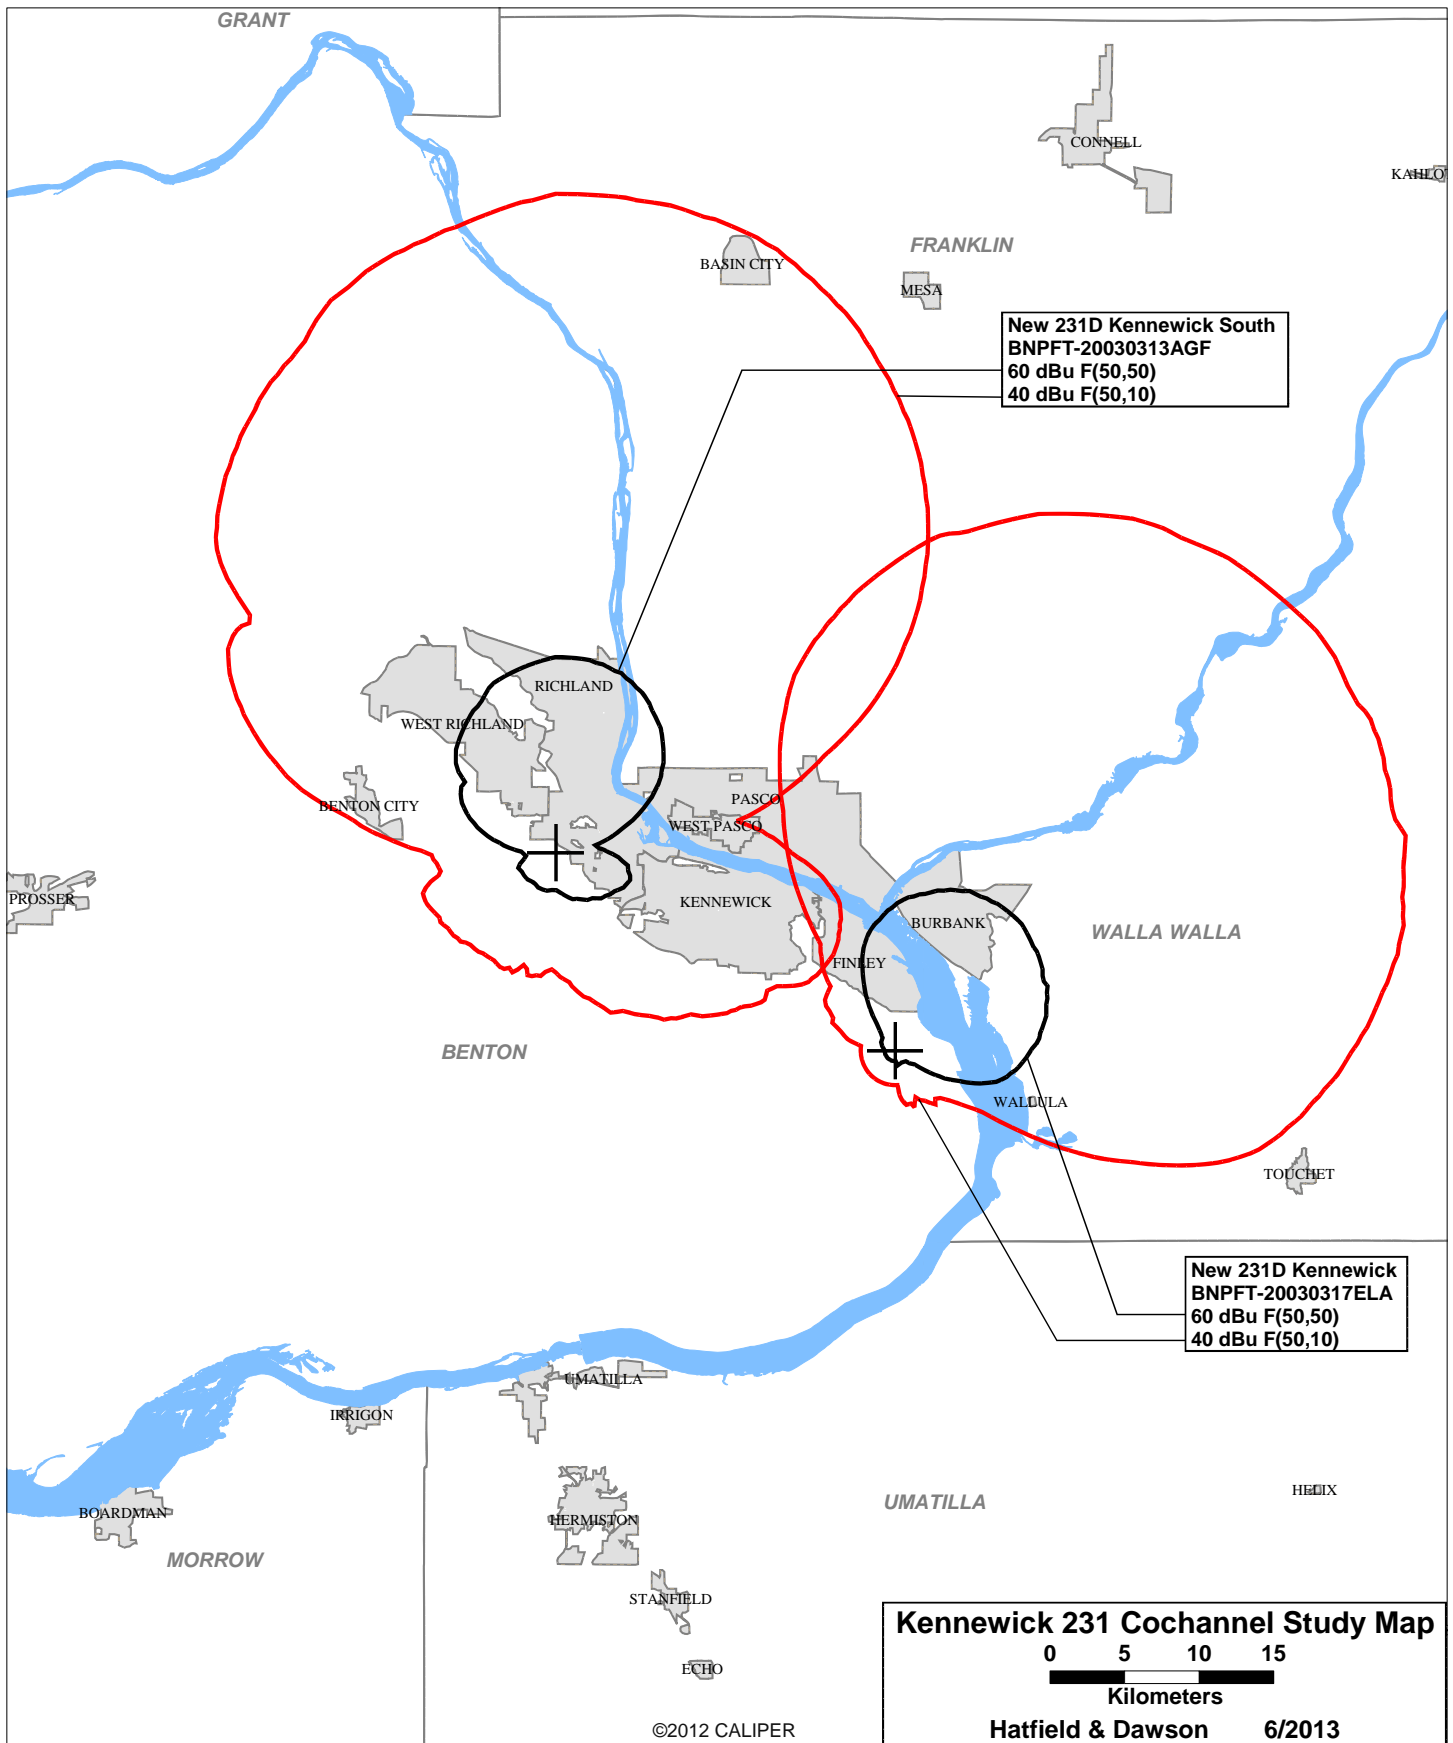 GRANT
CONNELL
KAHLO
FRANKLIN
BASIN CITY
MESA
New 231D Kennewick South
BNPFT-20030313AGF
60 dBu F(50,50)
40 dBu F(50,10)
RICHLAND
WEST RICHLAND
BENTON CITY
PASCO
WEST PASCO
PROSSER
KENNEWICK
BURBANK
WALLA WALLA
FINLEY
BENTON
WALLULA
TOUCHET
New 231D Kennewick
BNPFT-20030317ELA
60 dBu F(50,50)
40 dBu F(50,10)
UMATILLA
IRRIGON
HELIX
UMATILLA
BOARDMAN
HERMISTON
MORROW
STANFIELD
ECHO
Kennewick 231 Cochannel Study Map
0 5 10 15
Kilometers
Hatfield & Dawson 6/2013
©2012 CALIPER